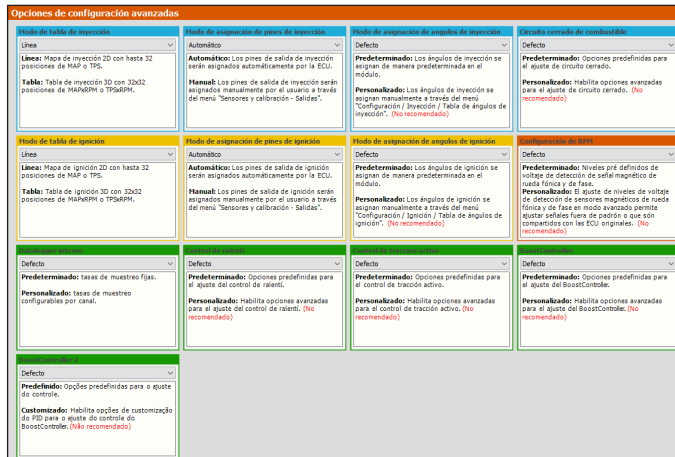 Opciones de configuración avanzadas
Modo de tabla de inyección
Línea
Línea: Mapa de inyección 2D con hasta 32
posiciones de MAP o TPS.
Tabla: Tabla de inyección 3D con 32x32
posiciones de MAPxRPM o TPSxRPM.
Modo de asignación de pines de inyección
Automático
Automático: Los pines de salida de inyección
serán asignados automáticamente por la ECU.
Manual: Los pines de salida de inyección serán
asignados manualmente por el usuario a través
del menú "Sensores y calibración - Salidas".
Modo de asignación de angulos de inyección
Defecto
Predeterminado: Los ángulos de inyección se
asignan de manera predeterminada en el
módulo.
Personalizado: Los ángulos de inyección se
asignan manualmente a través del menú
"Configuración / Inyección / Tabla de ángulos de
inyección". (No recomendado)
Circuito cerrado de combustible
Defecto
Predeterminado: Opciones predefinidas para
el ajuste de circuito cerrado.
Personalizado: Habilita opciones avanzadas
para el ajuste de circuito cerrado. (No
recomendado)
Modo de tabla de ignición
Línea
Línea: Mapa de ignición 2D con hasta 32
posiciones de MAP o TPS.
Tabla: Tabla de ignición 3D con 32x32
posiciones de MAPxRPM o TPSxRPM.
Modo de asignación de pines de ignición
Automático
Automático: Los pines de salida de ignición
serán asignados automáticamente por la ECU.
Manual: Los pines de salida de ignición serán
asignados manualmente por el usuario a través
del menú "Sensores y calibración - Salidas".
Modo de asignación de angulos de ignición
Defecto
Predeterminado: Los ángulos de ignición se
asignan de manera predeterminada en el
módulo.
Personalizado: Los ángulos de ignición se
asignan manualmente a través del menú
"Configuración / Ignición / Tabla de ángulos de
ignición". (No recomendado)
Configuración de RPM
Defecto
Predeterminado: Niveles pré definidos de
voltaje de detección de señal magnético de
rueda fónica y de fase.
Personalizado: El ajuste de niveles de voltaje
de detección de sensores magnéticos de rueda
fónica y de fase en modo avanzado permite
ajustar señales fuera de padrón o que són
compartidos con las ECU originales. (No
recomendado)
Datalogger interno
Defecto
Predeterminado: tasas de muestreo fijas.
Personalizado: tasas de muestreo
configurables por canal.
Control de ralentí
Defecto
Predeterminado: Opciones predefinidas para
el ajuste del control de ralentí.
Personalizado: Habilita opciones avanzadas
para el ajuste del control de ralentí. (No
recomendado)
Control de traccion activo
Defecto
Predeterminado: Opciones predefinidas para
el control de tracción activo.
Personalizado: Habilita opciones avanzadas
para el control de tracción activo. (No
recomendado)
BoostController
Defecto
Predeterminado: Opciones predefinidas para
el ajuste del BoostController.
Personalizado: Habilita opciones avanzadas
para el ajuste del BoostController. (No
recomendado)
BoostController 2
Defecto
Predefinido: Opções predefinidas para o ajuste
do controle.
Customizado: Habilita opções de customização
do PID para o ajuste do controle do
BoostController. (Não recomendado)